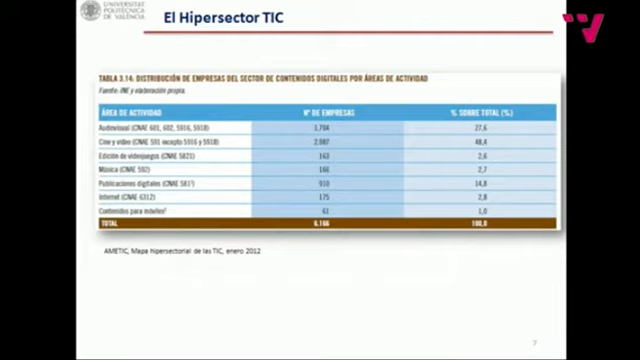 UNIVERSITAT
POLITÈCNICA
DE VALÈNCIA
El Hipersector TIC
TABLA 3.14: DISTRIBUCIÓN DE EMPRESAS DEL SECTOR DE CONTENIDOS DIGITALES POR ÁREAS DE ACTIVIDAD
Fuente: INE y elaboración propia.
ÁREA DE ACTIVIDAD Nº DE EMPRESAS % SOBRE TOTAL (%)
Audiovisual (CNAE 601, 602, 5916, 5918) 1.704 27,6
Cine y vídeo (CNAE 591 excepto 5916 y 5918) 2.987 48,4
Edición de videojuegos (CNAE 5821) 163 2,6
Música (CNAE 592) 166 2,7
Publicaciones digitales (CNAE 581¹) 910 14,8
Internet (CNAE 6312) 175 2,8
Contenidos para móviles² 61 1,0
TOTAL 6.166 100,0
AMETIC, Mapa hipersectorial de las TIC, enero 2012
7